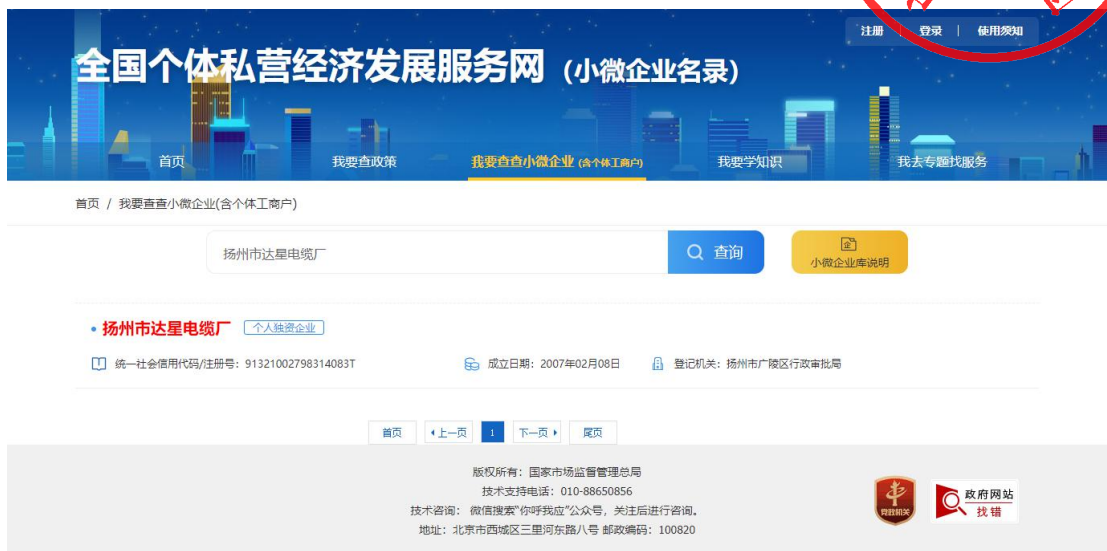 注册 | 登录 | 使用须知
全国个体私营经济发展服务网 (小微企业名录)
首页 我要查政策 我要查查小微企业 (含个体工商户) 我要学知识 我去专题找服务
首页 / 我要查查小微企业(含个体工商户)
扬州市达星电缆厂 查询 小微企业库说明
扬州市达星电缆厂 个人独资企业
统一社会信用代码/注册号：91321002798314083T 成立日期：2007年02月08日 登记机关：扬州市广陵区行政审批局
首页 上一页 1 下一页 尾页
版权所有：国家市场监督管理总局
技术支持电话：010-88650856
技术咨询： 微信搜索"你呼我应"公众号，关注后进行咨询。
地址：北京市西城区三里河东路八号 邮政编码：100820
党政机关
政府网站
找错